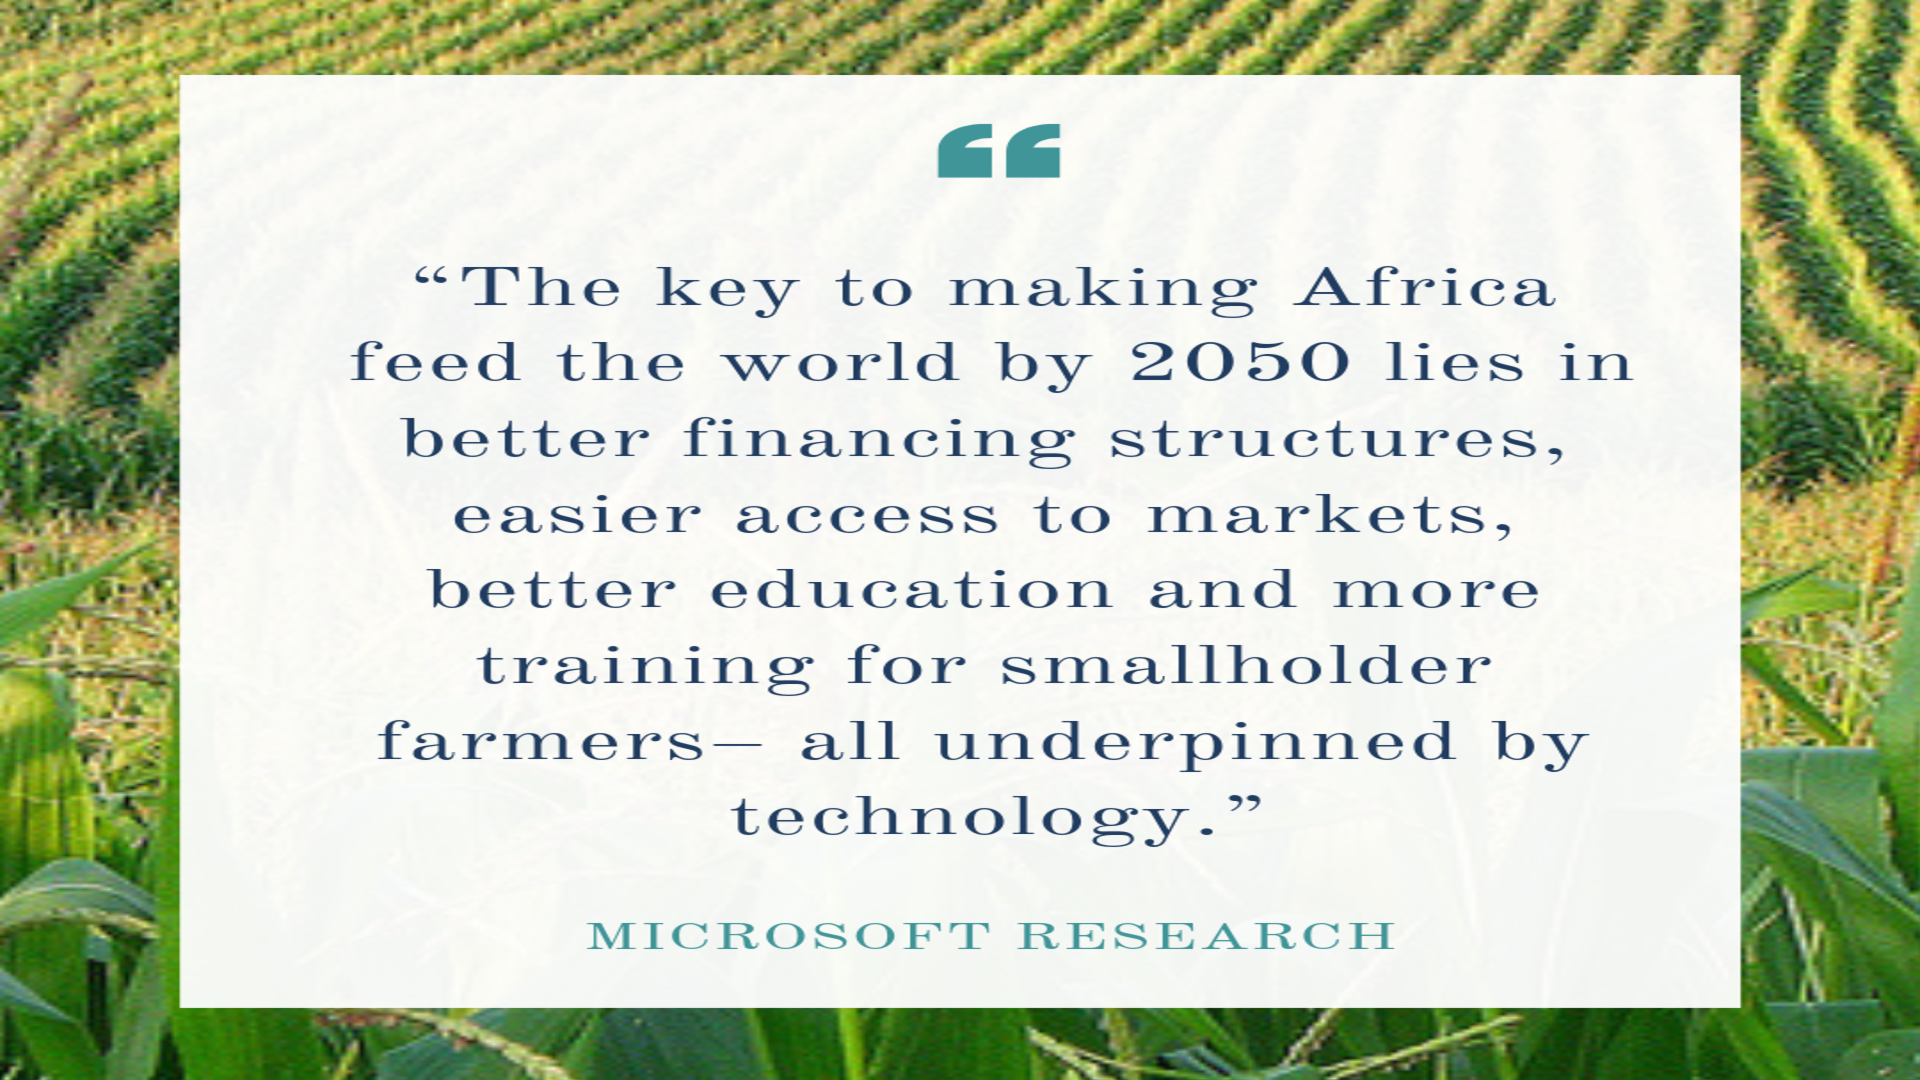 “The key to making Africa
feed the world by 2050 lies in
better financing structures,
easier access to markets,
better education and more
training for smallholder
farmers– all underpinned by
technology.”
MICROSOFT RESEARCH